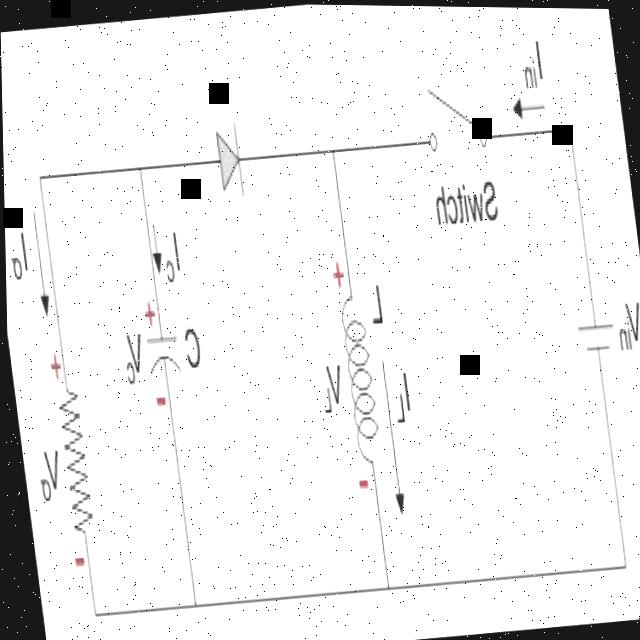 Iin
Switch
Ic
Io
+
+
+
L
Vin
C
Vc
VL
IL
Vo
-
-
-